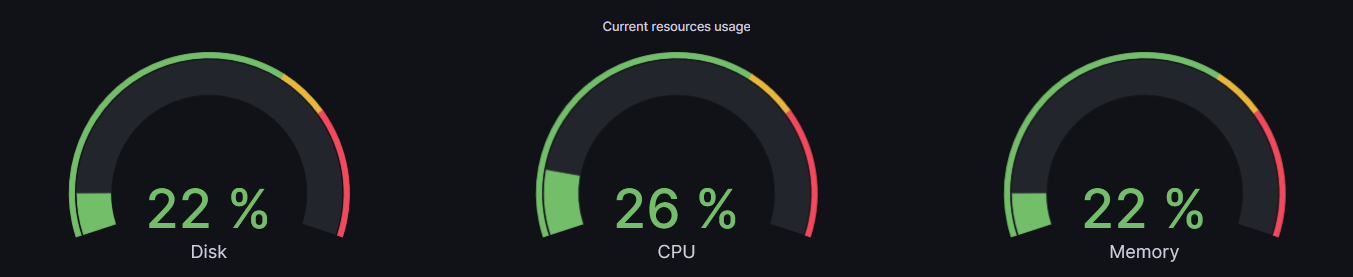 Current resources usage
22 %
26 %
22 %
Disk
CPU
Memory